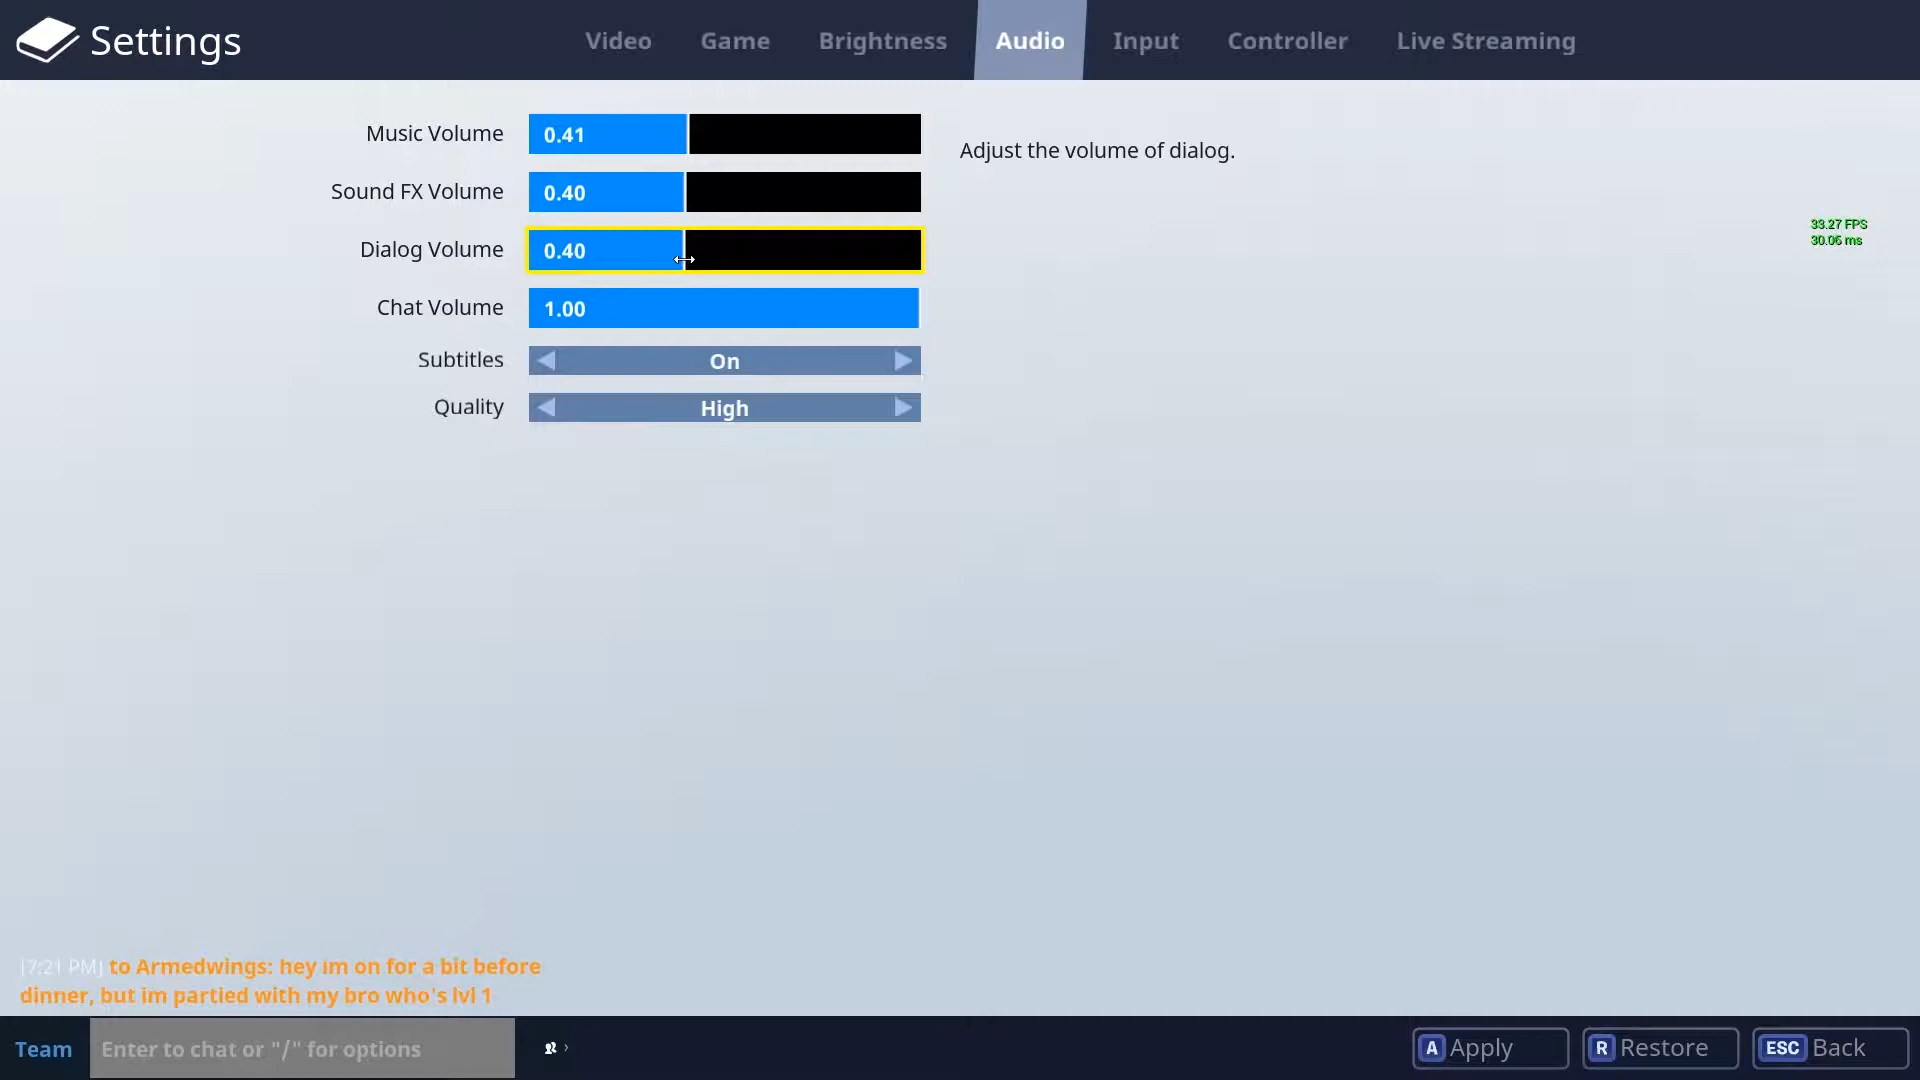 Settings
Video Game Brightness Audio Input Controller Live Streaming
Music Volume 0.41
Adjust the volume of dialog.
Sound FX Volume 0.40
33.27 FPS
30.06 ms
Dialog Volume 0.40
Chat Volume 1.00
Subtitles On
Quality High
[7:21 PM] to Armedwings: hey im on for a bit before
dinner, but im partied with my bro who's lvl 1
Team Enter to chat or "/" for options A Apply R Restore ESC Back